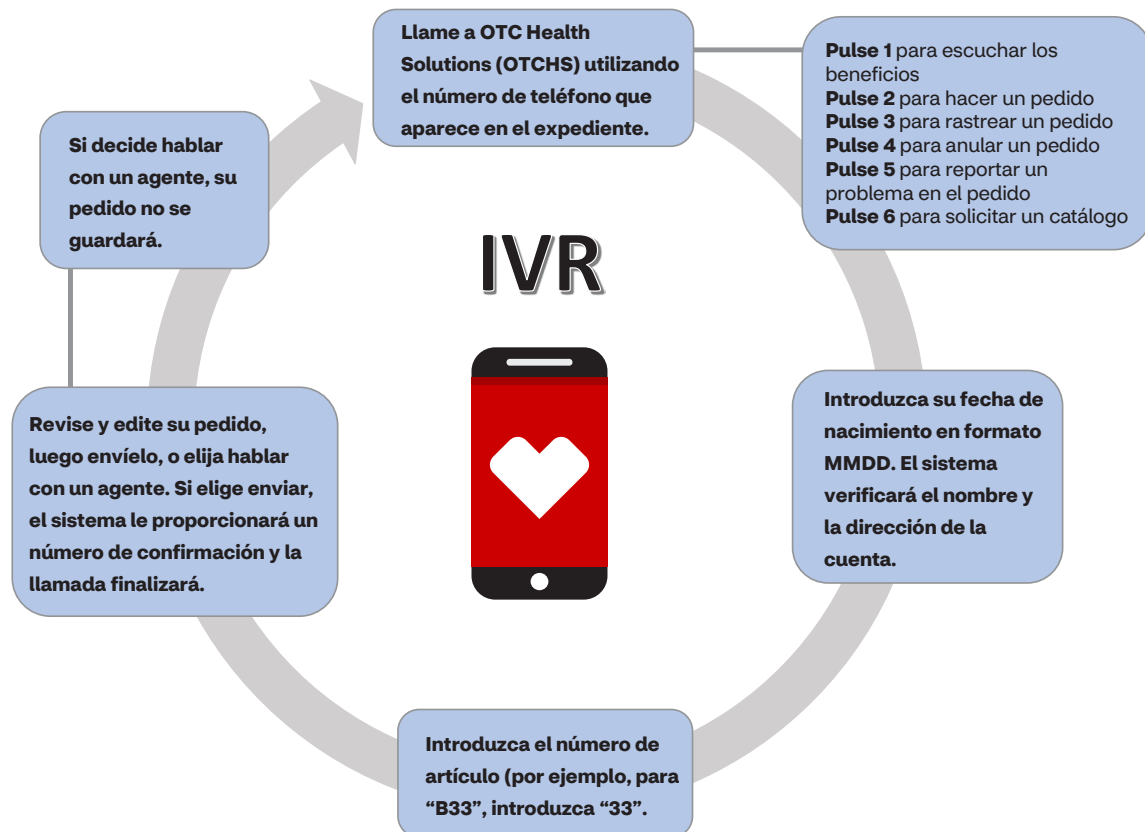 Llame a OTC Health
Solutions (OTCHS) utilizando
el número de teléfono que
aparece en el expediente.
Pulse 1 para escuchar los
beneficios
Pulse 2 para hacer un pedido
Pulse 3 para rastrear un pedido
Pulse 4 para anular un pedido
Pulse 5 para reportar un
problema en el pedido
Pulse 6 para solicitar un catálogo
Introduzca su fecha de
nacimiento en formato
MMDD. El sistema
verificará el nombre y
la dirección de la
cuenta.
Introduzca el número de
artículo (por ejemplo, para
“B33”, introduzca “33”.
Revise y edite su pedido,
luego envíelo, o elija hablar
con un agente. Si elige enviar,
el sistema le proporcionará un
número de confirmación y la
llamada finalizará.
Si decide hablar
con un agente, su
pedido no se
guardará.
IVR